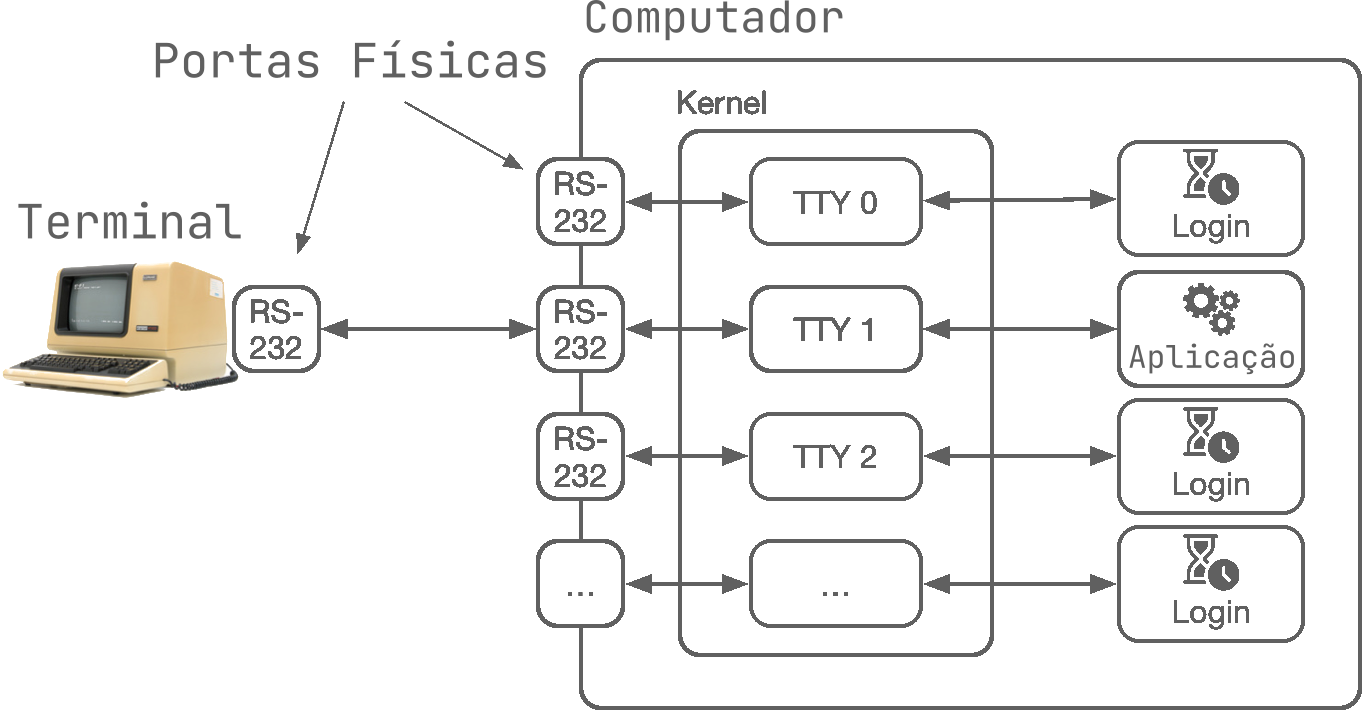 Computador
Portas Físicas
Kernel
Terminal
RS-
232
TTY 0
Login
RS-
232
RS-
232
TTY 1
Aplicação
RS-
232
TTY 2
Login
...
...
Login